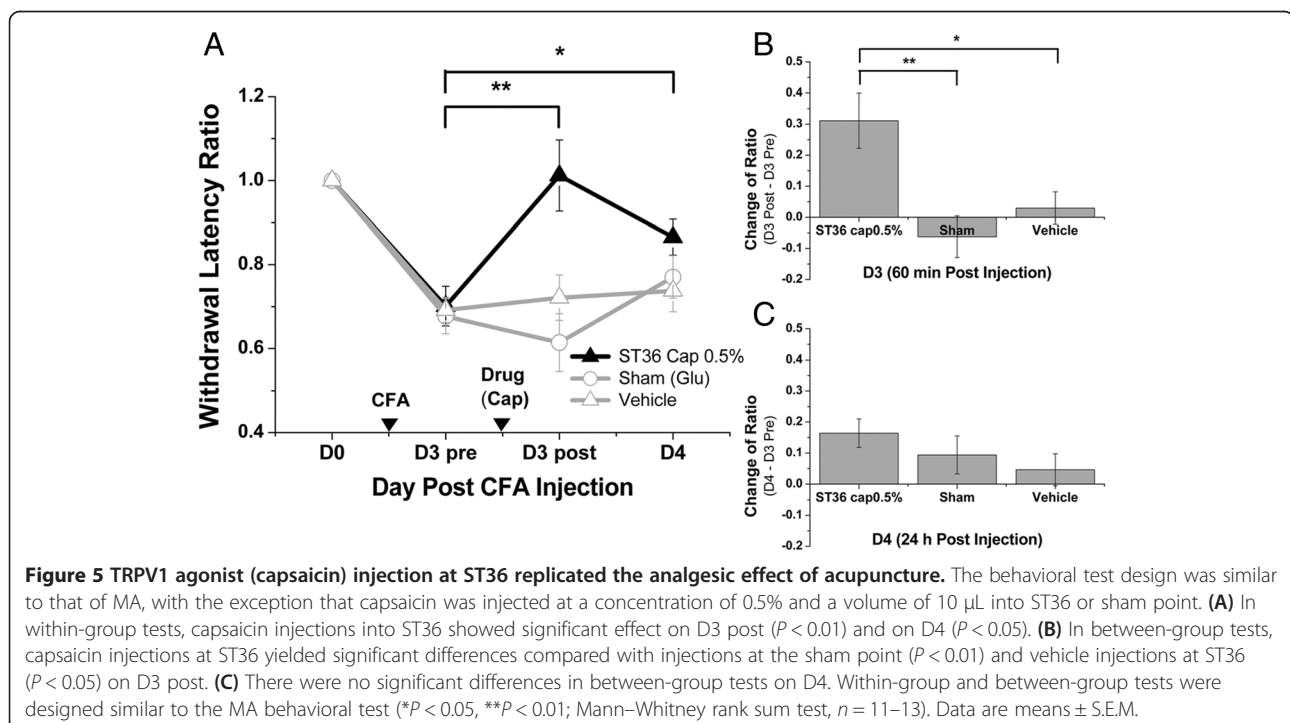 A
*
**
1.2
1.0
0.8
0.6
0.4
Withdrawal Latency Ratio
ST36 Cap 0.5%
Sham (Glu)
Vehicle
CFA
Drug
(Cap)
D0
D3 pre
D3 post
D4
Day Post CFA Injection
B
*
**
0.5
0.4
0.3
0.2
0.1
0.0
-0.1
-0.2
Change of Ratio
(D3 Post - D3 Pre)
ST36 cap0.5%
Sham
Vehicle
D3 (60 min Post Injection)
C
0.5
0.4
0.3
0.2
0.1
0.0
-0.1
-0.2
Change of Ratio
(D4 - D3 Pre)
ST36 cap0.5%
Sham
Vehicle
D4 (24 h Post Injection)
Figure 5 TRPV1 agonist (capsaicin) injection at ST36 replicated the analgesic effect of acupuncture. The behavioral test design was similar
to that of MA, with the exception that capsaicin was injected at a concentration of 0.5% and a volume of 10 μL into ST36 or sham point. (A) In
within-group tests, capsaicin injections into ST36 showed significant effect on D3 post (P < 0.01) and on D4 (P < 0.05). (B) In between-group tests,
capsaicin injections at ST36 yielded significant differences compared with injections at the sham point (P < 0.01) and vehicle injections at ST36
(P < 0.05) on D3 post. (C) There were no significant differences in between-group tests on D4. Within-group and between-group tests were
designed similar to the MA behavioral test (*P < 0.05, **P < 0.01; Mann–Whitney rank sum test, n = 11–13). Data are means ± S.E.M.